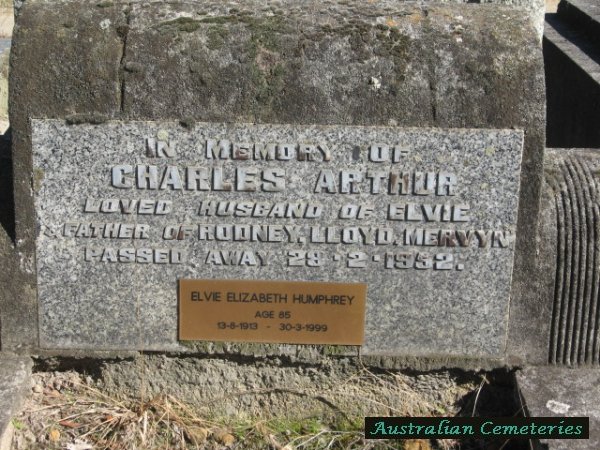 IN MEMORY OF
CHARLES ARTHUR
LOVED HUSBAND OF ELVIE
& FATHER OF RODNEY, LLOYD, MERVYN
PASSED AWAY 28·2·1952.
ELVIE ELIZABETH HUMPHREY
AGE 85
13-8-1913 - 30-3-1999
Australian Cemeteries